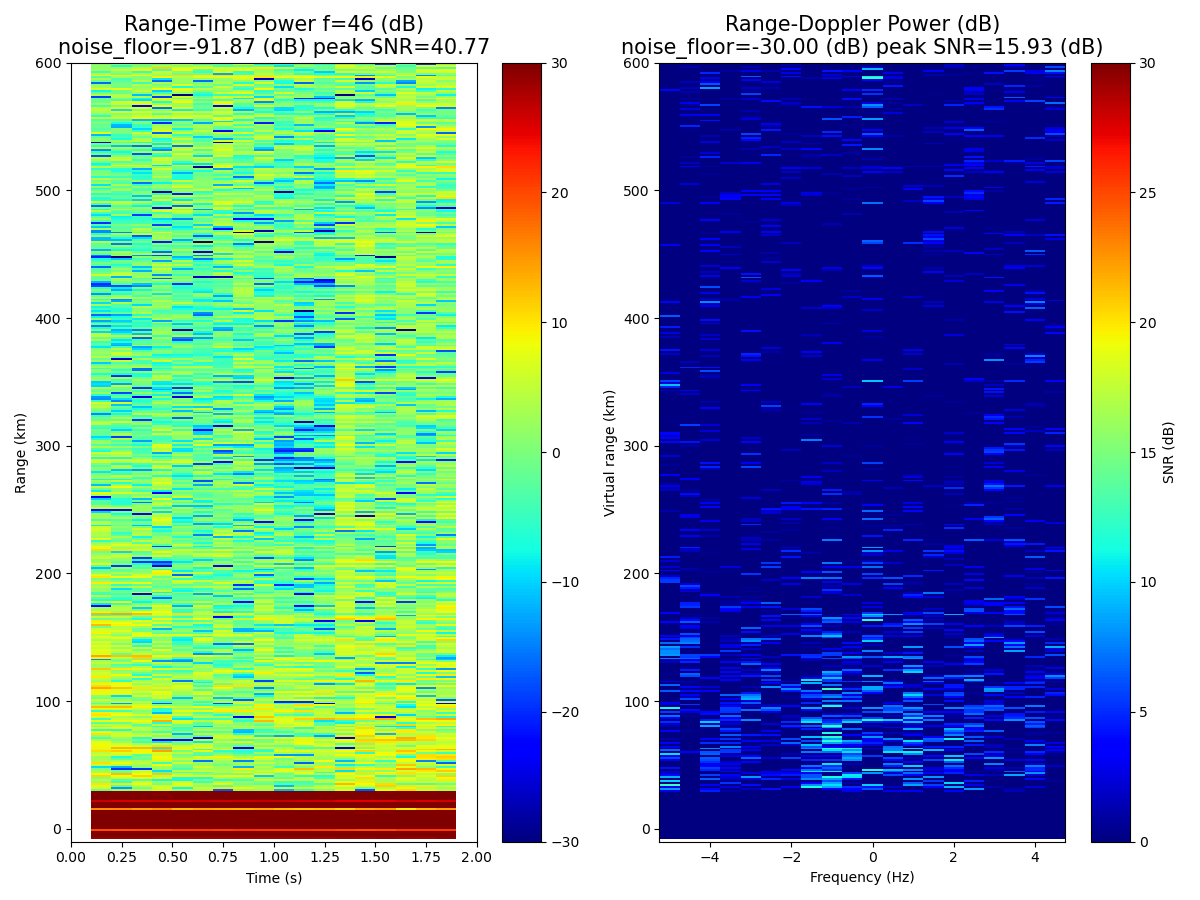 Range-Time Power f=46 (dB)
noise_floor=-91.87 (dB) peak SNR=40.77
Range-Doppler Power (dB)
noise_floor=-30.00 (dB) peak SNR=15.93 (dB)
Range (km)
600
500
400
300
200
100
0
0.00 0.25 0.50 0.75 1.00 1.25 1.50 1.75 2.00
Time (s)
30
20
10
0
−10
−20
−30
Virtual range (km)
600
500
400
300
200
100
0
−4 −2 0 2 4
Frequency (Hz)
30
25
20
15
10
5
0
SNR (dB)